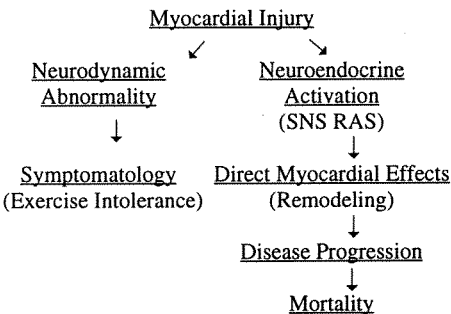 Myocardial Injury
Neurodynamic
Abnormality
Neuroendocrine
Activation
(SNS RAS)
Symptomatology
(Exercise Intolerance)
Direct Myocardial Effects
(Remodeling)
Disease Progression
Mortality